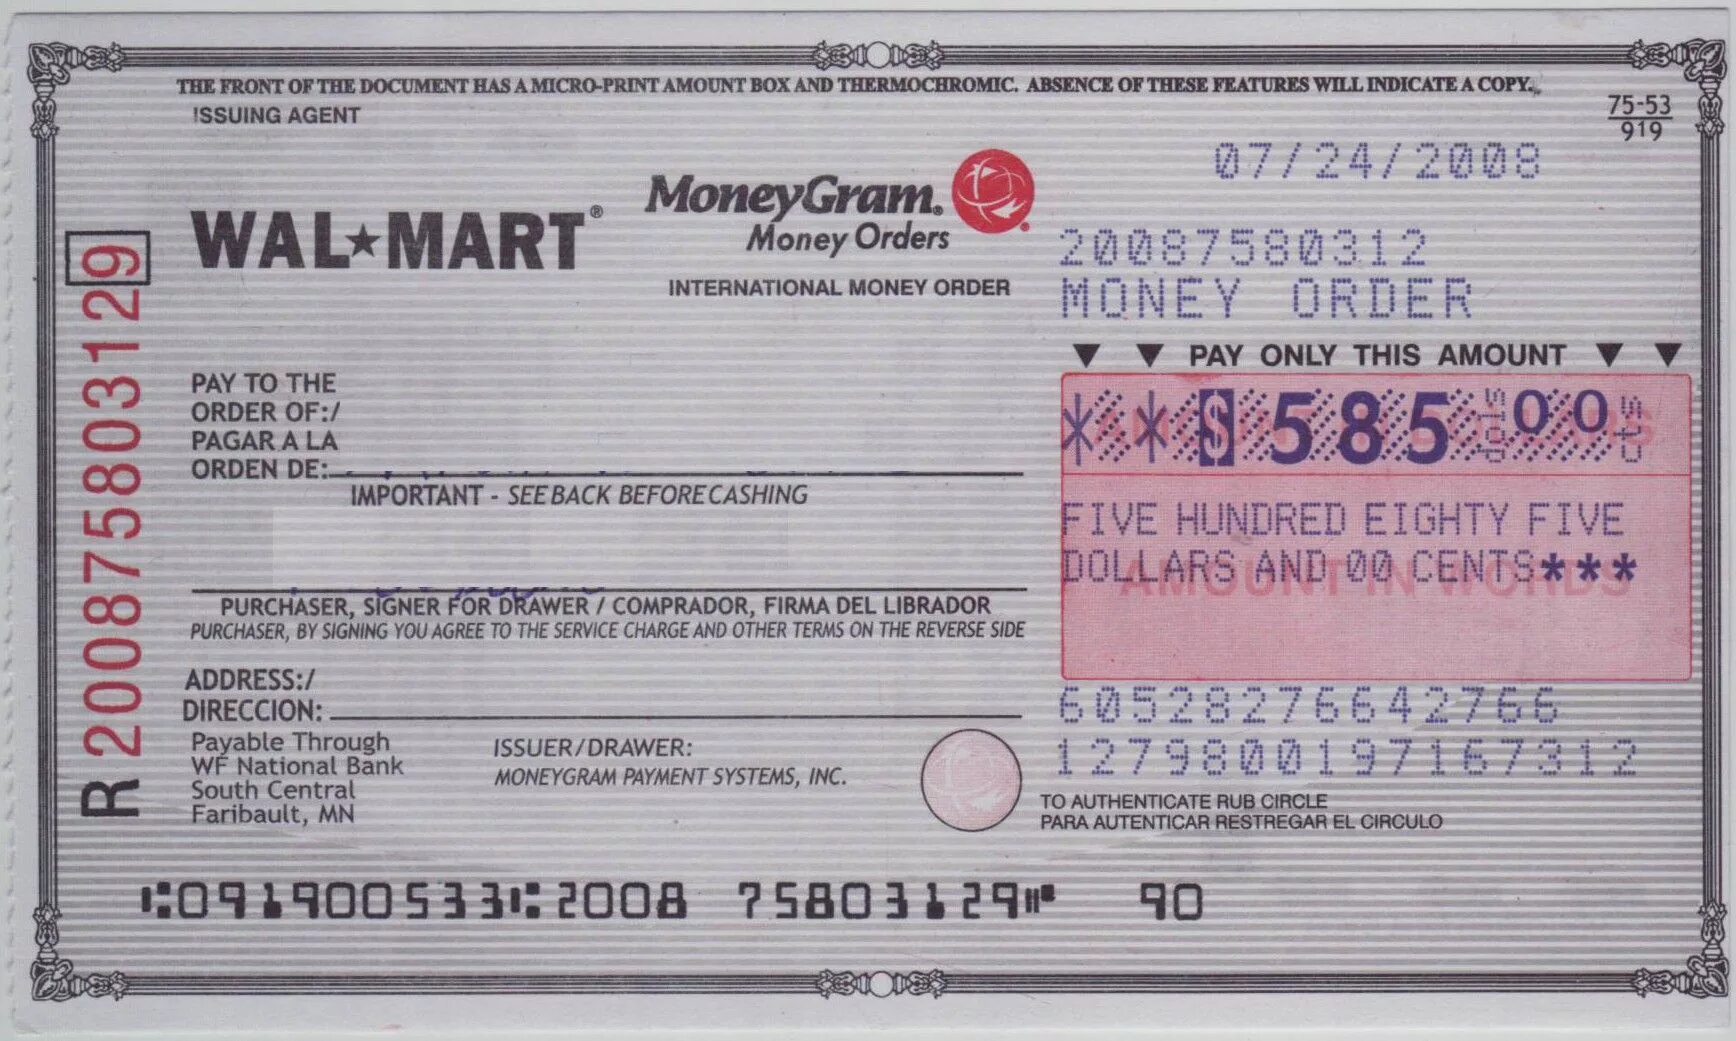 THE FRONT OF THE DOCUMENT HAS A MICRO-PRINT AMOUNT BOX AND THERMOCHROMIC. ABSENCE OF THESE FEATURES WILL INDICATE A COPY.
ISSUING AGENT
75-53
919
07/24/2008
WAL★MART®
MoneyGram.
Money Orders
INTERNATIONAL MONEY ORDER
20087580312
MONEY ORDER
R 200875803129
PAY ONLY THIS AMOUNT
PAY TO THE
ORDER OF:/
PAGAR A LA
ORDEN DE:
**$585 dols 00 cts
IMPORTANT - SEE BACK BEFORE CASHING
FIVE HUNDRED EIGHTY FIVE
DOLLARS AND 00 CENTS***
AMOUNT IN WORDS
PURCHASER, SIGNER FOR DRAWER / COMPRADOR, FIRMA DEL LIBRADOR
PURCHASER, BY SIGNING YOU AGREE TO THE SERVICE CHARGE AND OTHER TERMS ON THE REVERSE SIDE
ADDRESS:/
DIRECCION:
60528276642766
1279800197167312
Payable Through
WF National Bank
South Central
Faribault, MN
ISSUER/DRAWER:
MONEYGRAM PAYMENT SYSTEMS, INC.
TO AUTHENTICATE RUB CIRCLE
PARA AUTENTICAR RESTREGAR EL CIRCULO
⑆091900533⑆2008 75803129⑈ 90